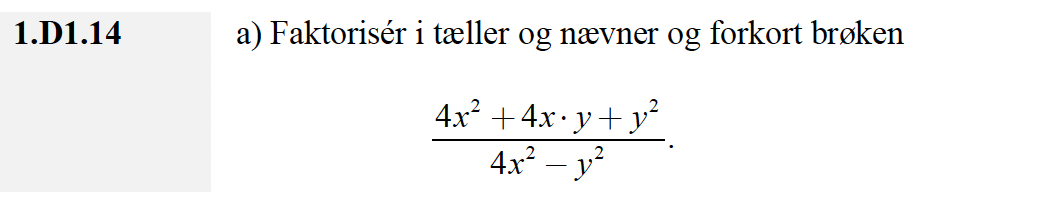 1.D1.14 a) Faktorisér i tæller og nævner og forkort brøken
4x² + 4x · y + y²
4x² − y² .